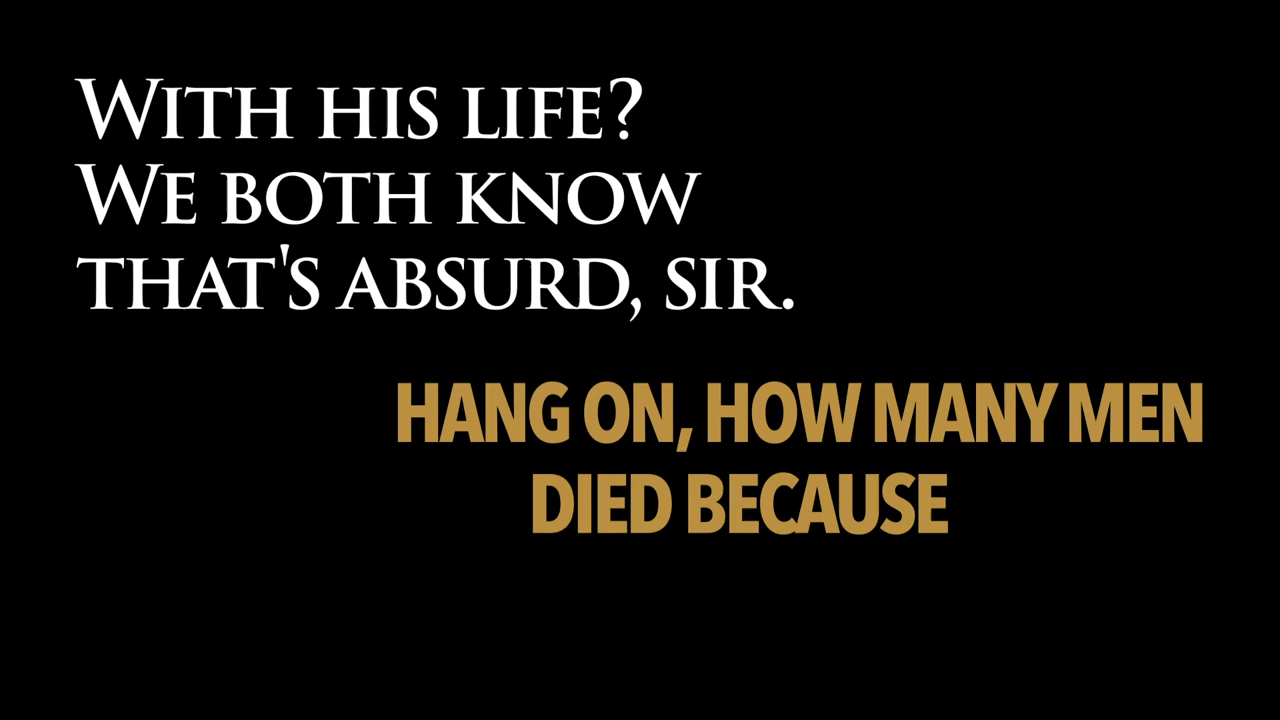 WITH HIS LIFE?
WE BOTH KNOW
THAT'S ABSURD, SIR.
HANG ON, HOW MANY MEN
DIED BECAUSE